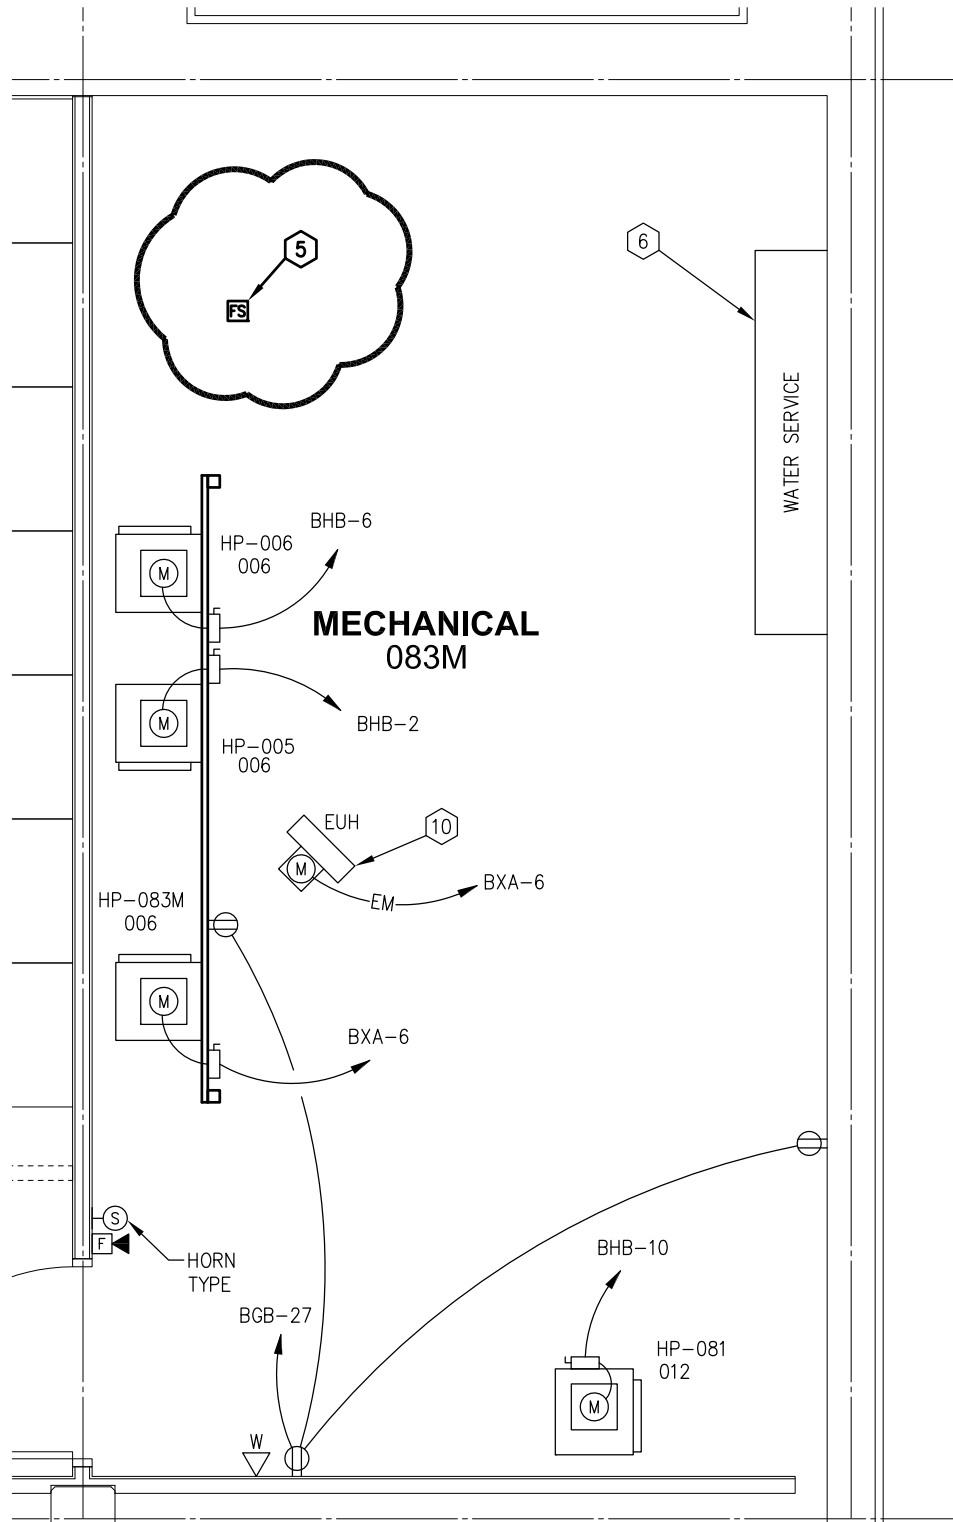 5
FS
6
WATER SERVICE
BHB-6
HP-006
006
M
MECHANICAL
083M
M
BHB-2
HP-005
006
EUH
10
M
EM
BXA-6
HP-083M
006
M
BXA-6
S
F
HORN
TYPE
BGB-27
BHB-10
HP-081
012
M
W